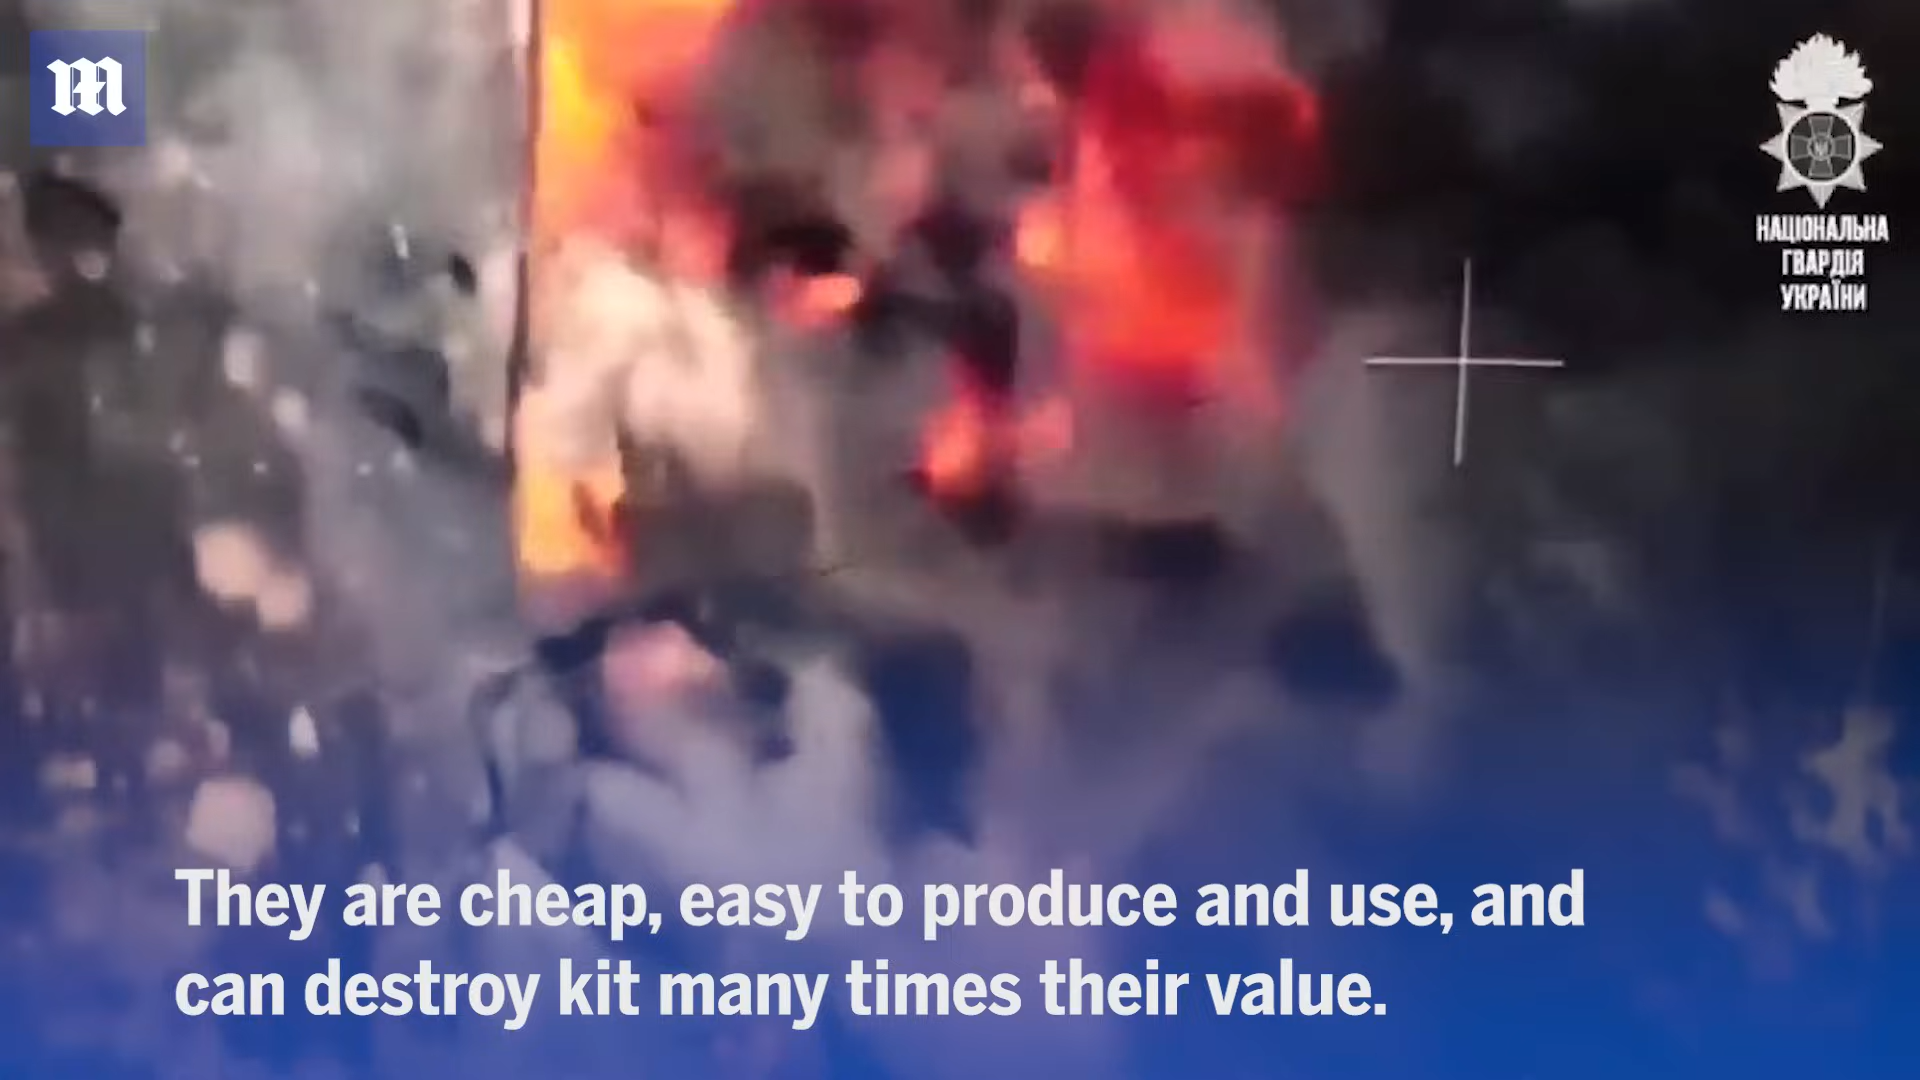 НАЦІОНАЛЬНА
ГВАРДІЯ
УКРАЇНИ
They are cheap, easy to produce and use, and
can destroy kit many times their value.